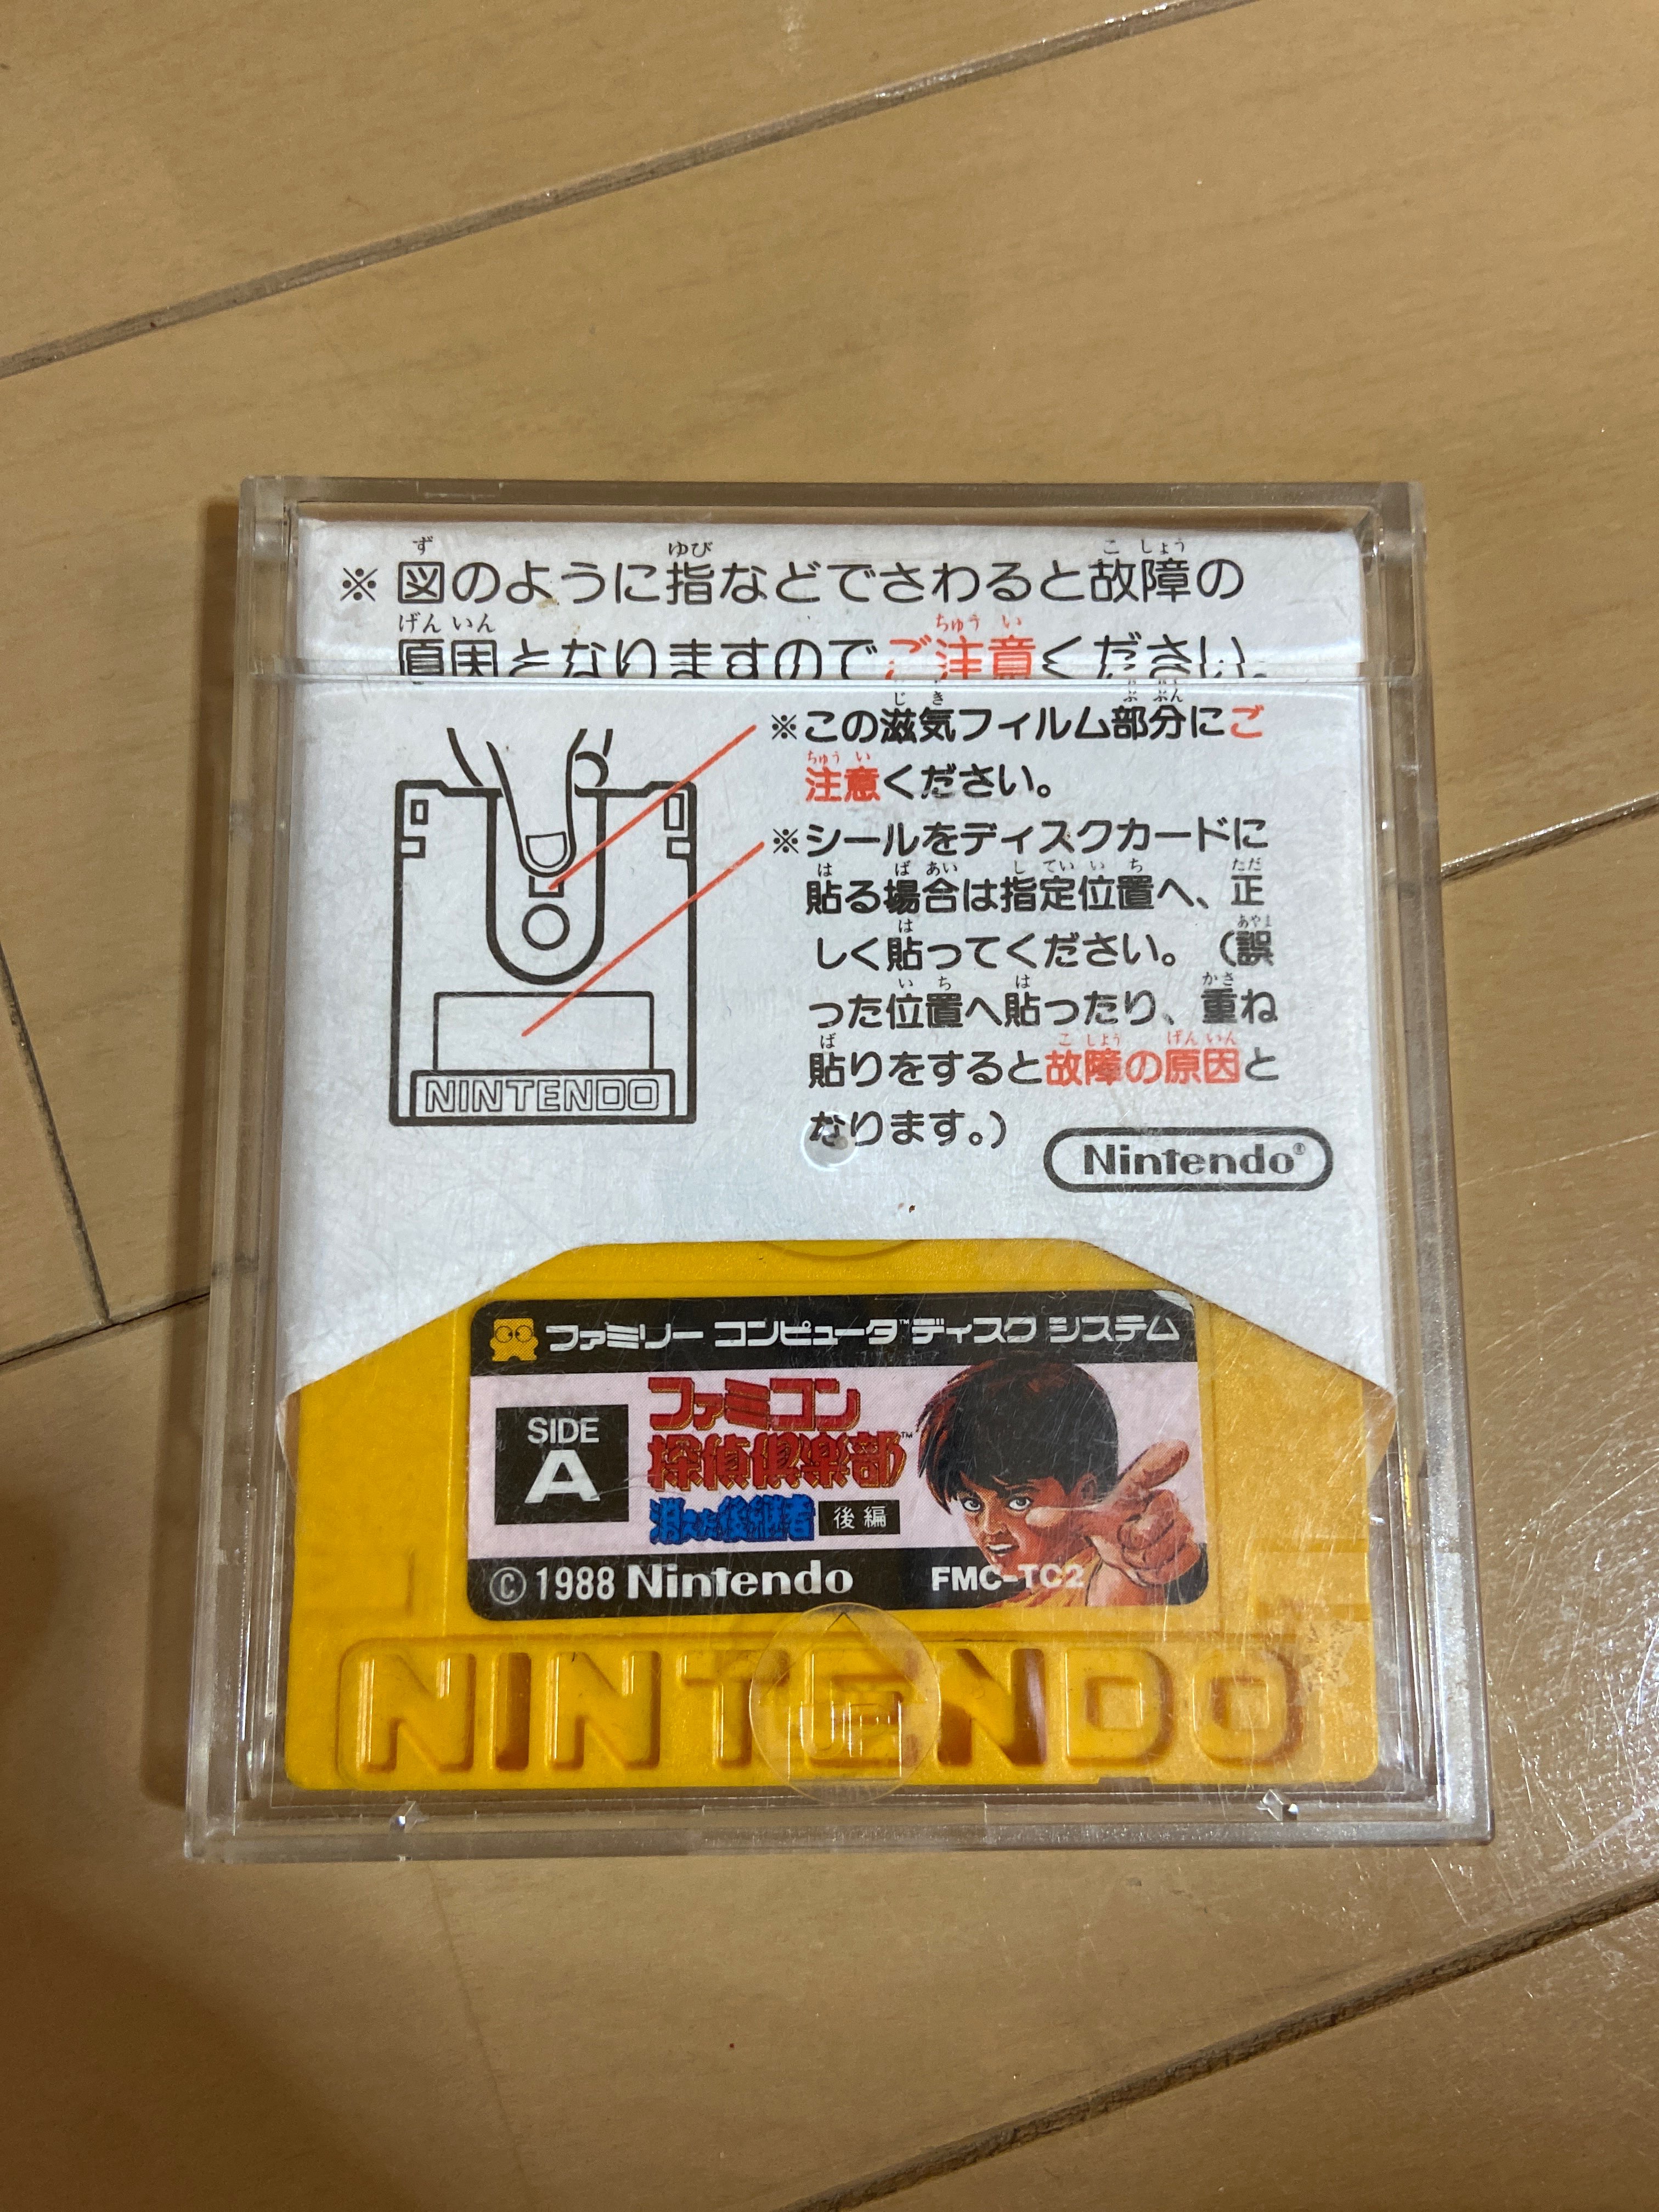 ※図のように指などでさわると故障の
原因となりますのでご注意ください。
※この滋気フィルム部分にご
注意ください。
※シールをディスクカードに
貼る場合は指定位置へ、正
しく貼ってください。(誤
った位置へ貼ったり、重ね
貼りをすると故障の原因と
なります。)
NINTENDO
Nintendo®
ファミリー コンピュータ™ ディスク システム
SIDE
A
ファミコン
探偵倶楽部™
消えた後継者 後編
©1988 Nintendo FMC-TC2
NINTENDO